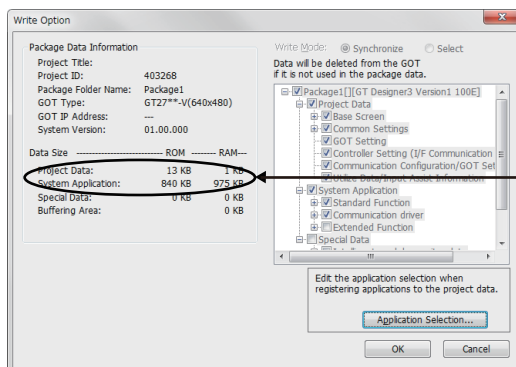 Write Option
Package Data Information
Project Title:
Project ID: 403268
Package Folder Name: Package1
GOT Type: GT27**-V(640x480)
GOT IP Address: ---
System Version: 01.00.000
Data Size -------------------- ROM -------- RAM---
Project Data: 13 KB 1 KB
System Application: 840 KB 975 KB
Special Data: 0 KB 0 KB
Buffering Area: 0 KB
Write Mode: Synchronize Select
Data will be deleted from the GOT
if it is not used in the package data.
Package1[][GT Designer3 Version1 100E]
Project Data
Base Screen
Common Settings
GOT Setting
Controller Setting (I/F Communication
Communication Configuration/GOT Set
Utilize Data/Input Assist Information
System Application
Standard Function
Communication driver
Extended Function
Special Data
Edit the application selection when
registering applications to the project data.
Application Selection...
OK Cancel